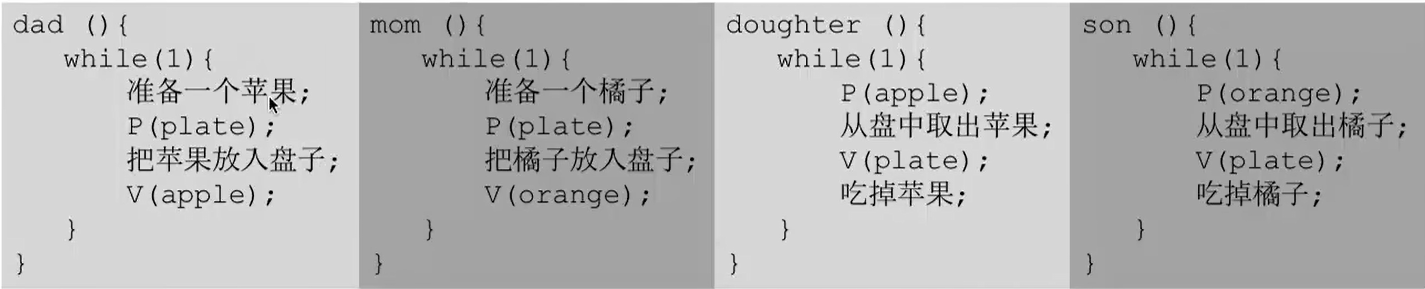 dad (){
while(1){
准备一个苹果;
P(plate);
把苹果放入盘子;
V(apple);
}
}
mom (){
while(1){
准备一个橘子;
P(plate);
把橘子放入盘子;
V(orange);
}
}
doughter (){
while(1){
P(apple);
从盘中取出苹果;
V(plate);
吃掉苹果;
}
}
son (){
while(1){
P(orange);
从盘中取出橘子;
V(plate);
吃掉橘子;
}
}